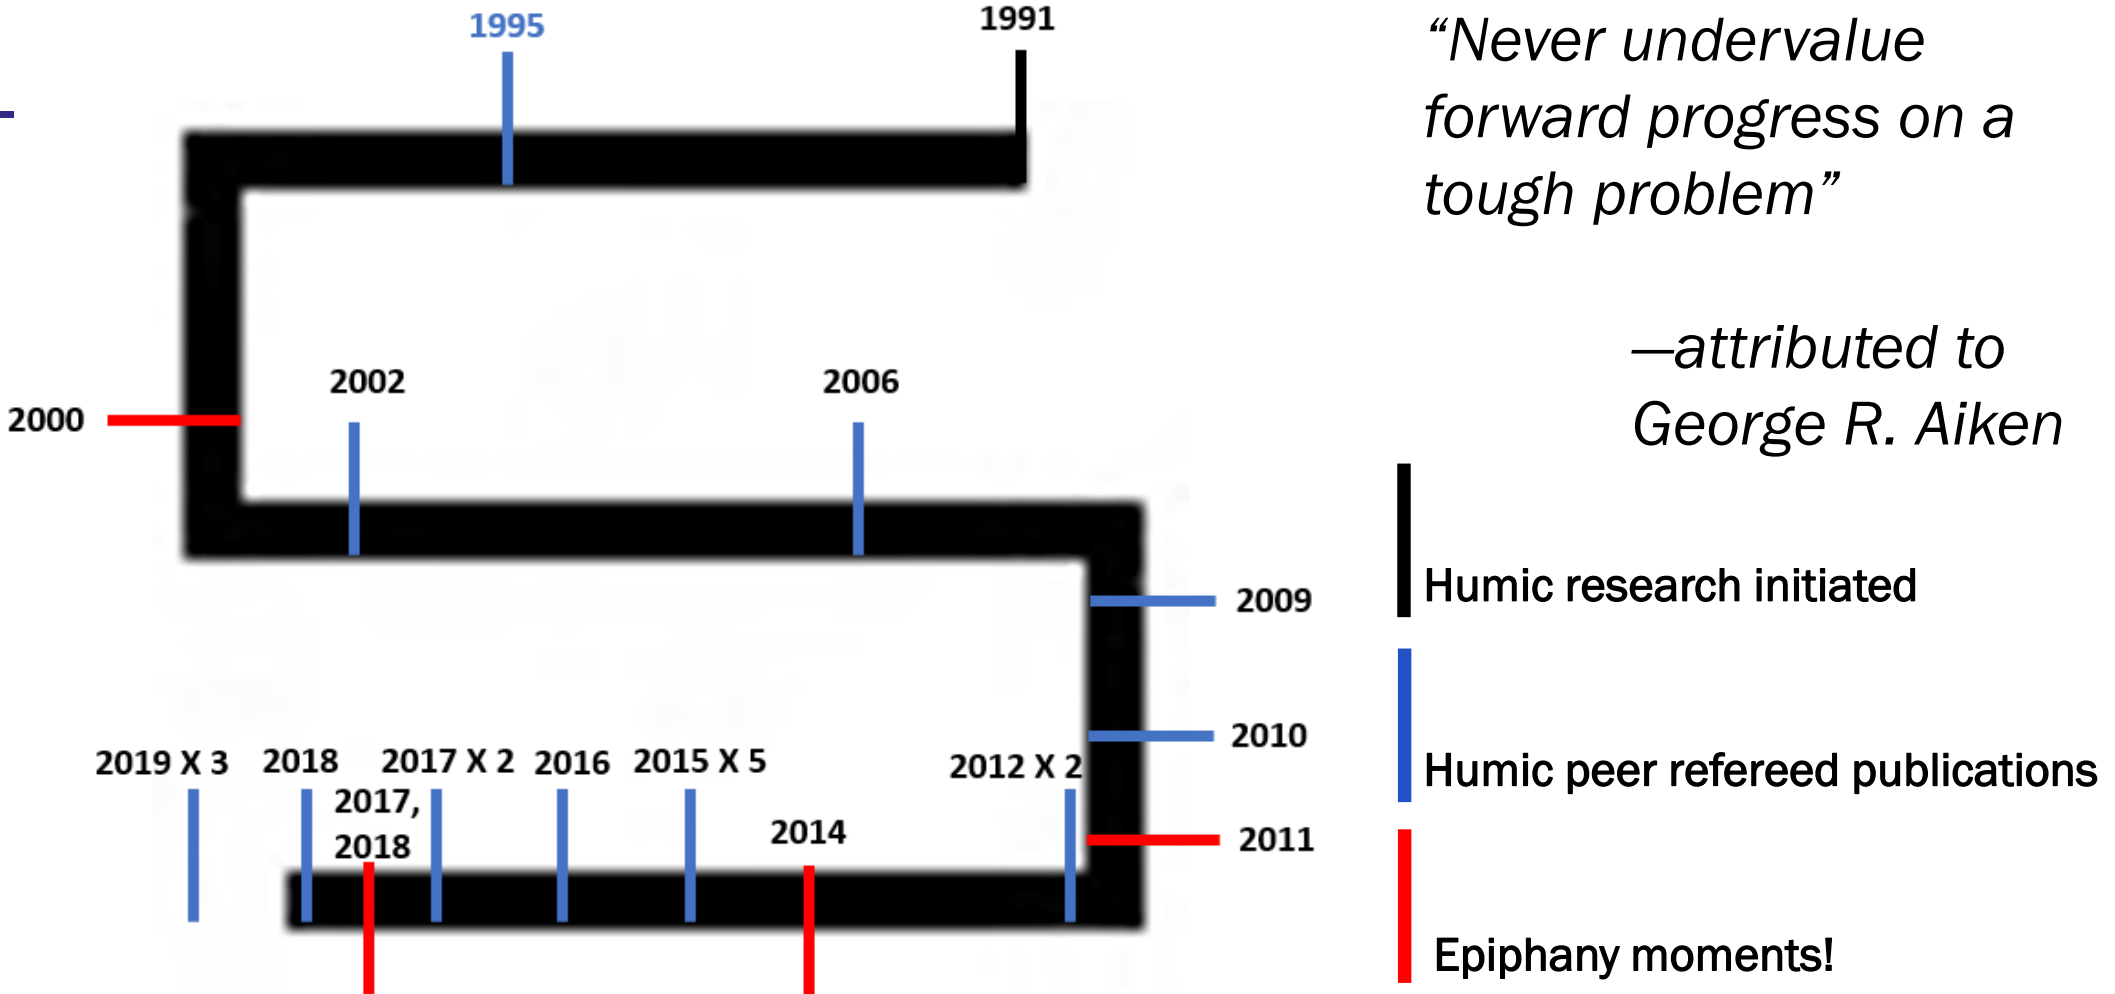 1995
1991
“Never undervalue
forward progress on a
tough problem”
—attributed to
George R. Aiken
2000
2002
2006
2009
2010
2011
2019 X 3
2018
2017 X 2
2016
2015 X 5
2012 X 2
2017,
2018
2014
Humic research initiated
Humic peer refereed publications
Epiphany moments!